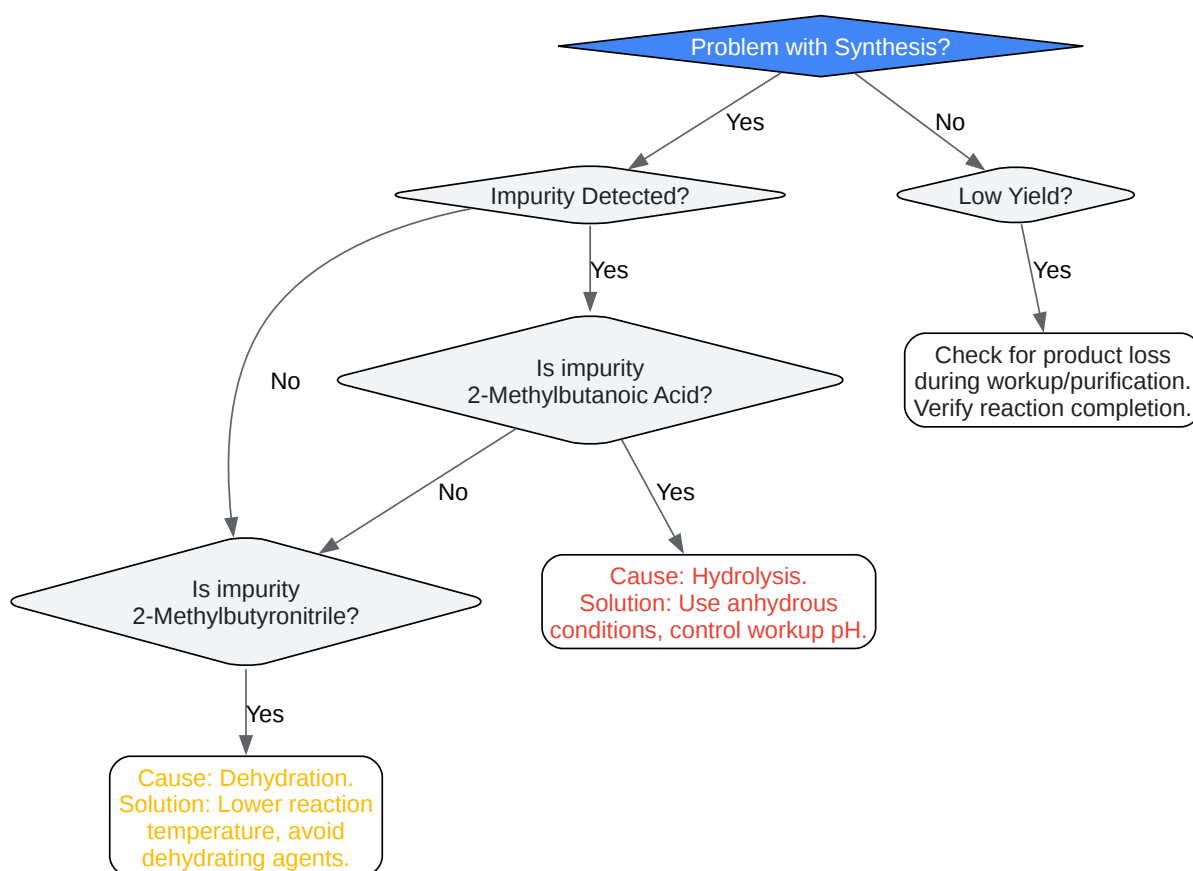 Problem with Synthesis?
Yes
No
Impurity Detected?
Low Yield?
Yes
Yes
No
Is impurity
2-Methylbutanoic Acid?
Check for product loss
during workup/purification.
Verify reaction completion.
No
Yes
Is impurity
2-Methylbutyronitrile?
Cause: Hydrolysis.
Solution: Use anhydrous
conditions, control workup pH.
Yes
Cause: Dehydration.
Solution: Lower reaction
temperature, avoid
dehydrating agents.